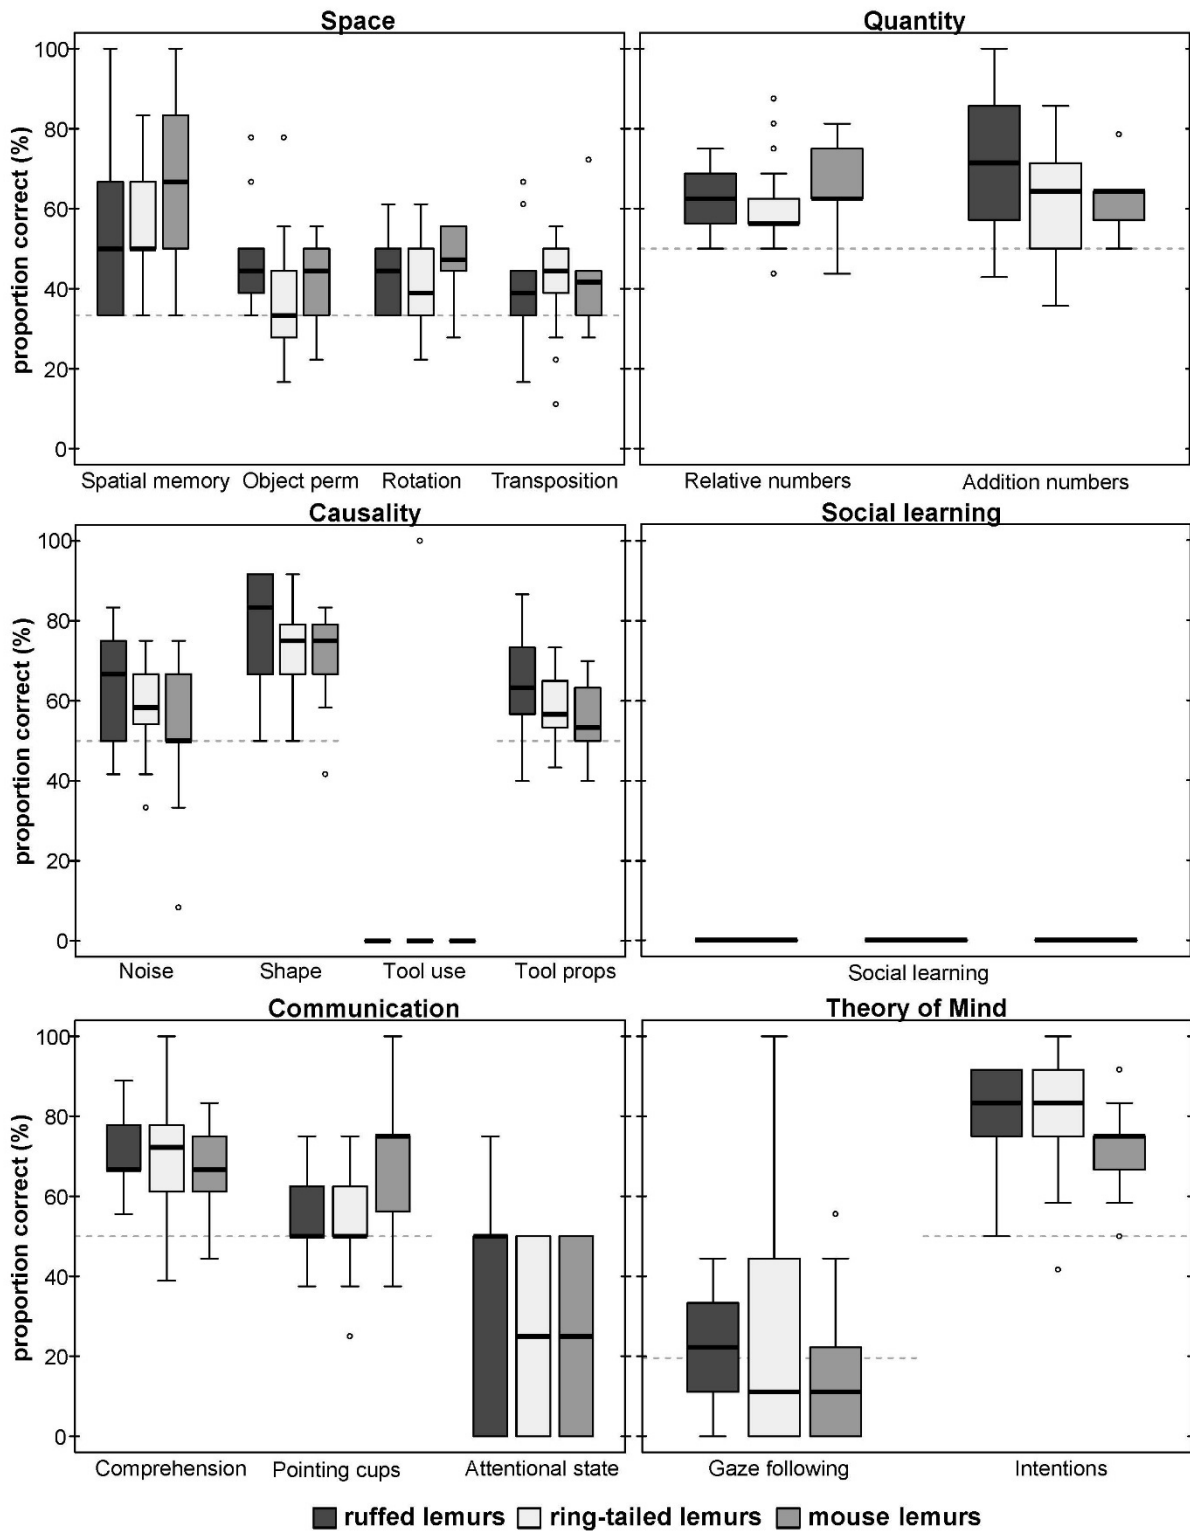 Space
Quantity
proportion correct (%)
100
80
60
40
20
0
Spatial memory
Object perm
Rotation
Transposition
Relative numbers
Addition numbers
Causality
Social learning
proportion correct (%)
100
80
60
40
20
0
Noise
Shape
Tool use
Tool props
Social learning
Communication
Theory of Mind
proportion correct (%)
100
80
60
40
20
0
Comprehension
Pointing cups
Attentional state
Gaze following
Intentions
ruffed lemurs
ring-tailed lemurs
mouse lemurs